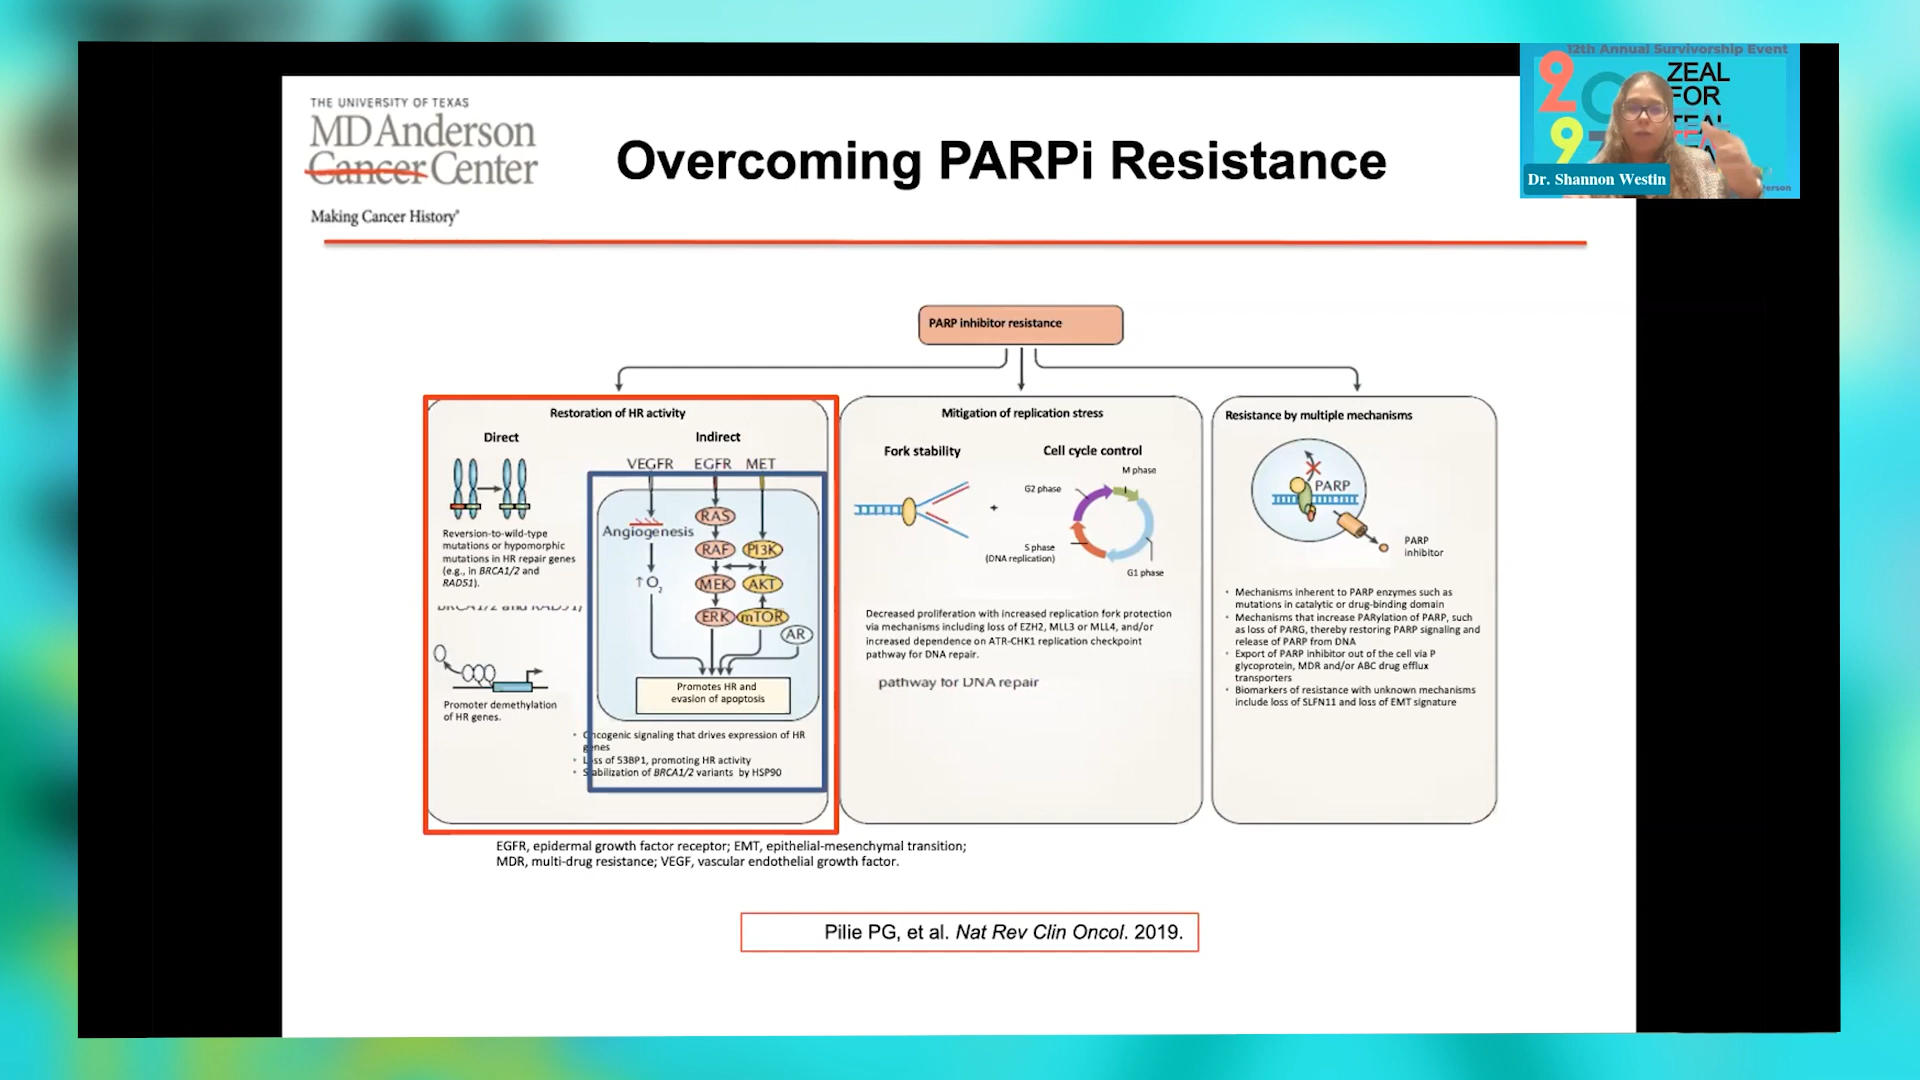 12th Annual Survivorship Event
ZEAL
FOR
TEAL
Dr. Shannon Westin
THE UNIVERSITY OF TEXAS
MD Anderson
Cancer Center
Making Cancer History®
Overcoming PARPi Resistance
PARP inhibitor resistance
Restoration of HR activity
Direct
Indirect
VEGFR EGFR MET
Angiogenesis
RAS
RAF
PI3K
MEK
AKT
ERK
mTOR
AR
↑O2
Promotes HR and
evasion of apoptosis
Reversion-to-wild-type
mutations or hypomorphic
mutations in HR repair genes
(e.g., in BRCA1/2 and
RAD51).
BRCA1/2 and RAD51)
Promoter demethylation
of HR genes.
• Oncogenic signaling that drives expression of HR
genes
• Loss of 53BP1, promoting HR activity
• Stabilization of BRCA1/2 variants by HSP90
Mitigation of replication stress
Fork stability
Cell cycle control
+
M phase
G2 phase
S phase
(DNA replication)
G1 phase
Decreased proliferation with increased replication fork protection
via mechanisms including loss of EZH2, MLL3 or MLL4, and/or
increased dependence on ATR-CHK1 replication checkpoint
pathway for DNA repair.
pathway for DNA repair
Resistance by multiple mechanisms
PARP
PARP
inhibitor
• Mechanisms inherent to PARP enzymes such as
mutations in catalytic or drug-binding domain
• Mechanisms that increase PARylation of PARP, such
as loss of PARG, thereby restoring PARP signaling and
release of PARP from DNA
• Export of PARP inhibitor out of the cell via P
glycoprotein, MDR and/or ABC drug efflux
transporters
• Biomarkers of resistance with unknown mechanisms
include loss of SLFN11 and loss of EMT signature
EGFR, epidermal growth factor receptor; EMT, epithelial-mesenchymal transition;
MDR, multi-drug resistance; VEGF, vascular endothelial growth factor.
Pilie PG, et al. Nat Rev Clin Oncol. 2019.